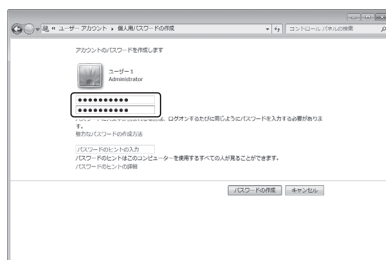 ユーザー アカウント ▸ 個人用パスワードの作成
コントロール パネルの検索
アカウントのパスワードを作成します
ユーザー1
Administrator
●●●●●●●●●●
●●●●●●●●●●
ログオンするたびに同じようにパスワードを入力する必要がありま
す。
強力なパスワードの作成方法
パスワードのヒントの入力
パスワードのヒントはこのコンピューターを使用するすべての人が見ることができます。
パスワードのヒントの詳細
パスワードの作成 キャンセル